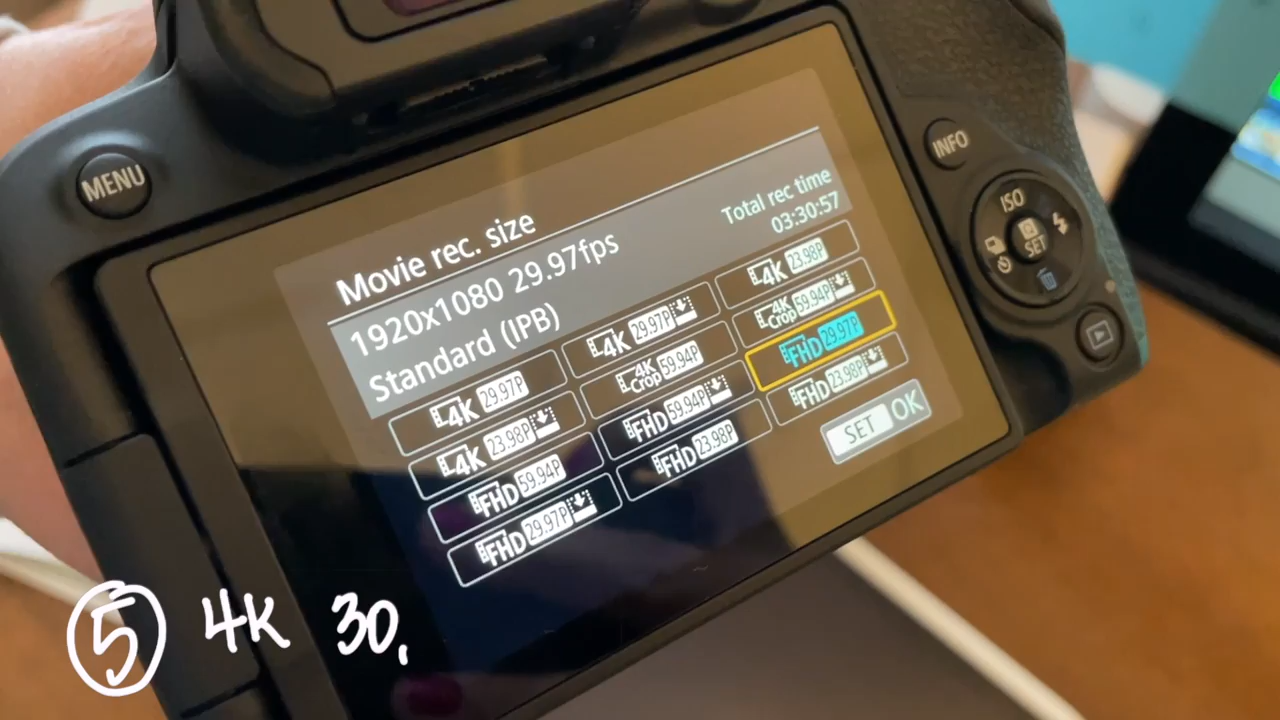 MENU
INFO
ISO
SET
Movie rec. size
1920x1080 29.97fps
Total rec time
Standard (IPB)
03:30:57
4K 29.97P
4K 29.97P
4K 23.98P
4K 23.98P
4K Crop 59.94P
4K Crop 59.94P
FHD 59.94P
FHD 59.94P
FHD 29.97P
FHD 29.97P
FHD 23.98P
FHD 23.98P
SET OK
5 4K 30,